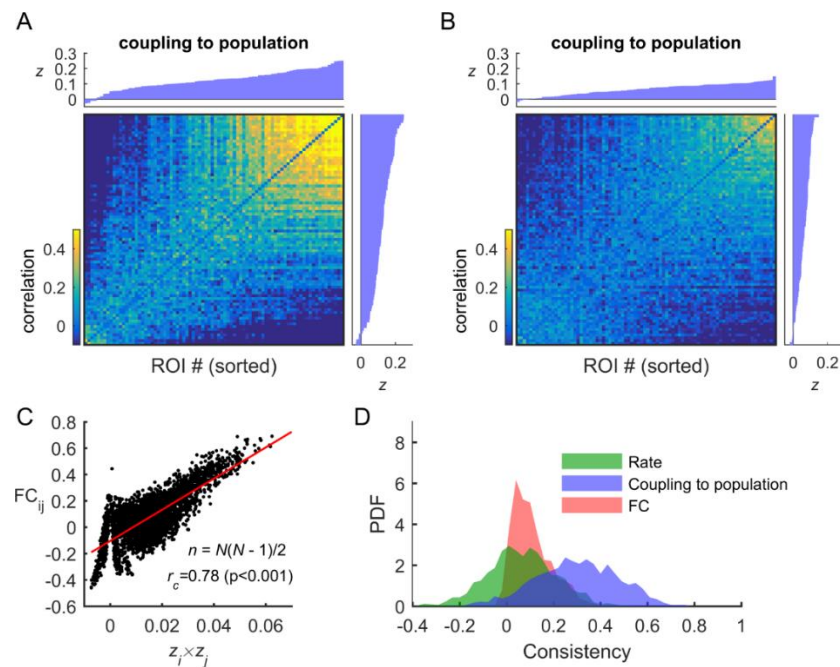 A
coupling to population
z
0.3
0.2
0.1
0
correlation
0.4
0.2
0
ROI # (sorted)
0 0.2
z
B
coupling to population
z
0.3
0.2
0.1
0
correlation
0.4
0.2
0
ROI # (sorted)
0 0.2
z
C
FCij
0.8
0.6
0.4
0.2
0
-0.2
-0.4
-0.6
n = N(N - 1)/2
rc=0.78 (p<0.001)
0 0.02 0.04 0.06
zi×zj
D
PDF
8
6
4
2
0
Rate
Coupling to population
FC
-0.4 -0.2 0 0.2 0.4 0.6 0.8 1
Consistency